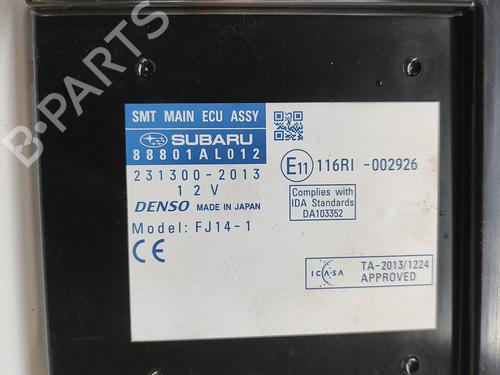 B-PARTS
SMT MAIN ECU ASSY
SUBARU
88801AL012
231300-2013
12V
DENSO MADE IN JAPAN
Model: FJ14-1
CE
E11 116RI -002926
Complies with
IDA Standards
DA103352
ICASA
TA-2013/1224
APPROVED